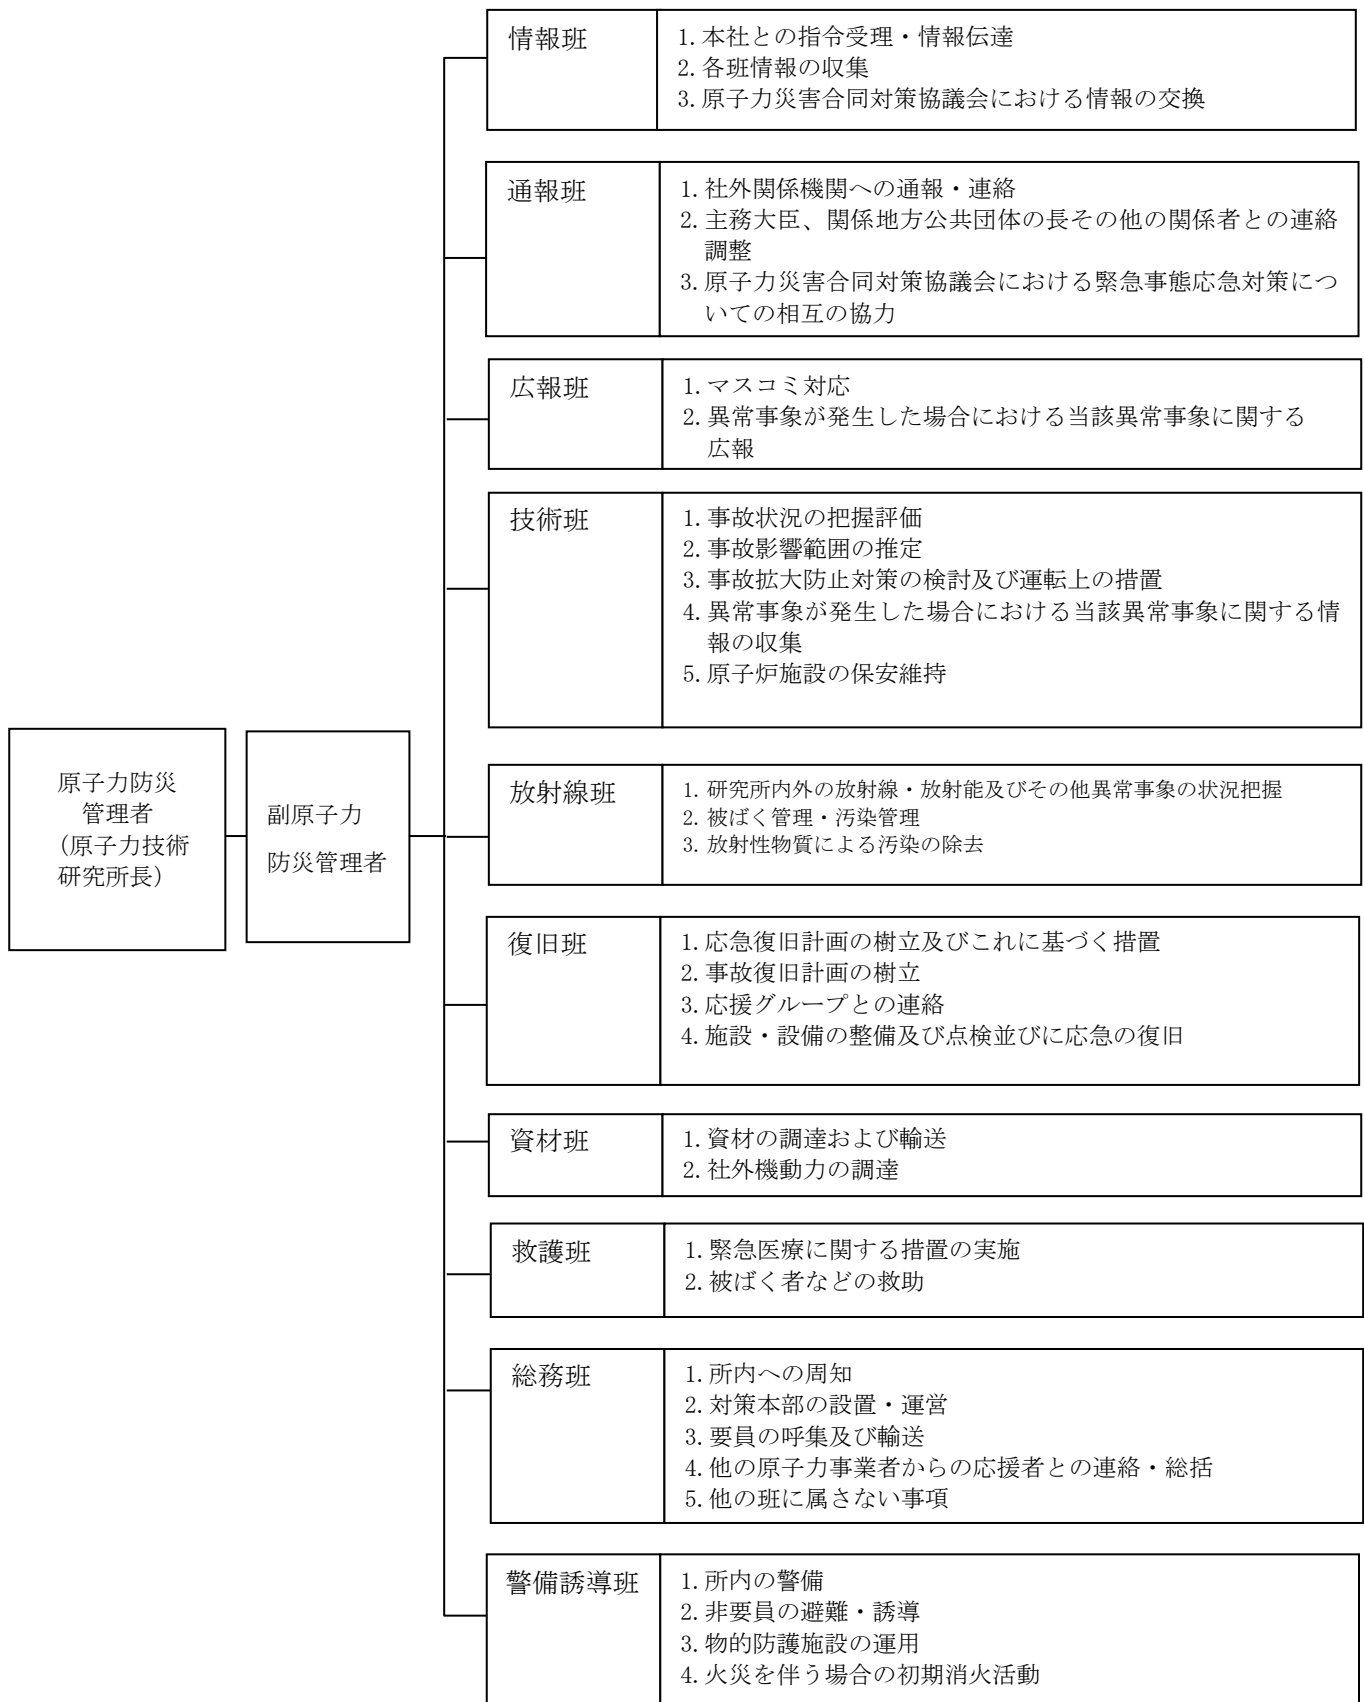 情報班
1.本社との指令受理・情報伝達
2.各班情報の収集
3.原子力災害合同対策協議会における情報の交換
通報班
1.社外関係機関への通報・連絡
2.主務大臣、関係地方公共団体の長その他の関係者との連絡
調整
3.原子力災害合同対策協議会における緊急事態応急対策につ
いての相互の協力
広報班
1.マスコミ対応
2.異常事象が発生した場合における当該異常事象に関する
広報
技術班
1.事故状況の把握評価
2.事故影響範囲の推定
3.事故拡大防止対策の検討及び運転上の措置
4.異常事象が発生した場合における当該異常事象に関する情
報の収集
5.原子炉施設の保安維持
原子力防災
管理者
(原子力技術
研究所長)
副原子力
防災管理者
放射線班
1.研究所内外の放射線・放射能及びその他異常事象の状況把握
2.被ばく管理・汚染管理
3.放射性物質による汚染の除去
復旧班
1.応急復旧計画の樹立及びこれに基づく措置
2.事故復旧計画の樹立
3.応援グループとの連絡
4.施設・設備の整備及び点検並びに応急の復旧
資材班
1.資材の調達および輸送
2.社外機動力の調達
救護班
1.緊急医療に関する措置の実施
2.被ばく者などの救助
総務班
1.所内への周知
2.対策本部の設置・運営
3.要員の呼集及び輸送
4.他の原子力事業者からの応援者との連絡・総括
5.他の班に属さない事項
警備誘導班
1.所内の警備
2.非要員の避難・誘導
3.物的防護施設の運用
4.火災を伴う場合の初期消火活動